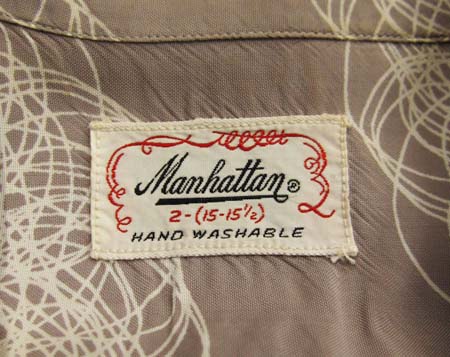 Manhattan®
2-(15-15½)
HAND WASHABLE